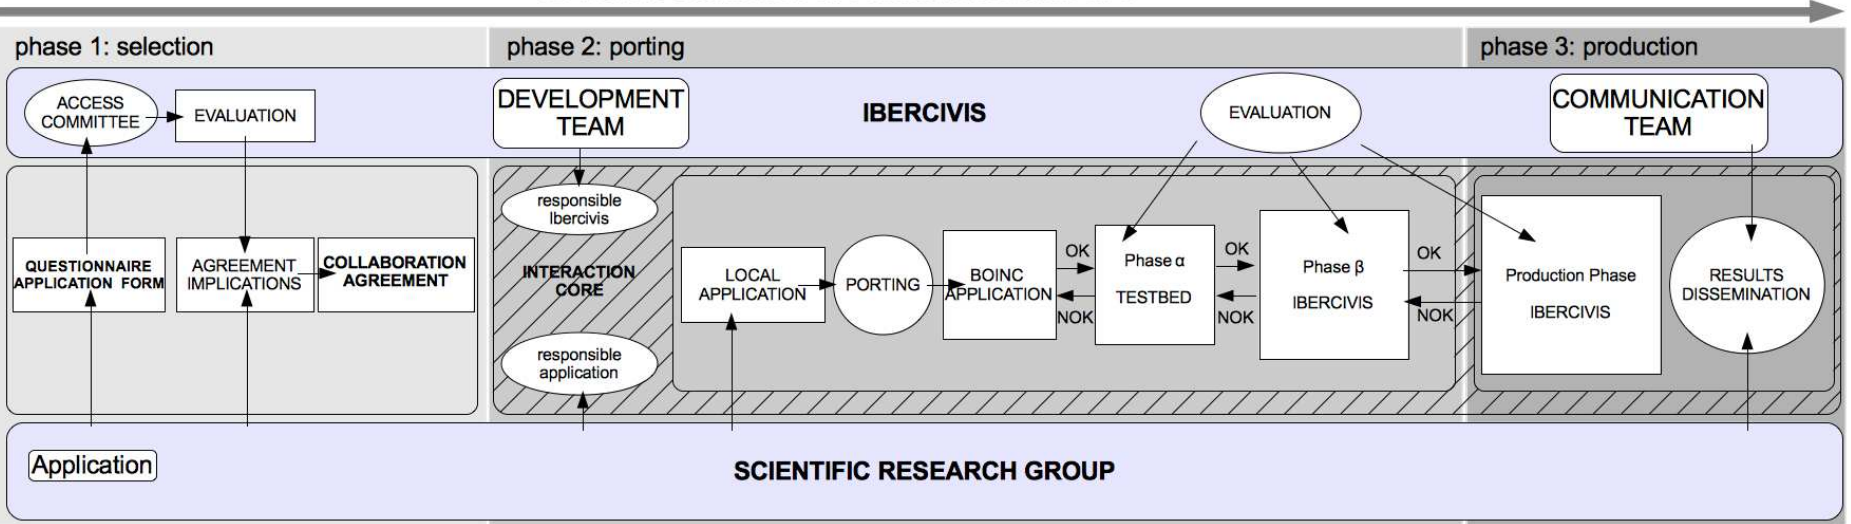 phase 1: selection
phase 2: porting
phase 3: production
ACCESS
COMMITTEE
EVALUATION
DEVELOPMENT
TEAM
IBERCIVIS
EVALUATION
COMMUNICATION
TEAM
QUESTIONNAIRE
APPLICATION FORM
AGREEMENT
IMPLICATIONS
COLLABORATION
AGREEMENT
responsible
Ibercivis
INTERACTION
CORE
responsible
application
LOCAL
APPLICATION
PORTING
BOINC
APPLICATION
OK
NOK
Phase α
TESTBED
OK
NOK
Phase β
IBERCIVIS
OK
NOK
Production Phase
IBERCIVIS
RESULTS
DISSEMINATION
Application
SCIENTIFIC RESEARCH GROUP